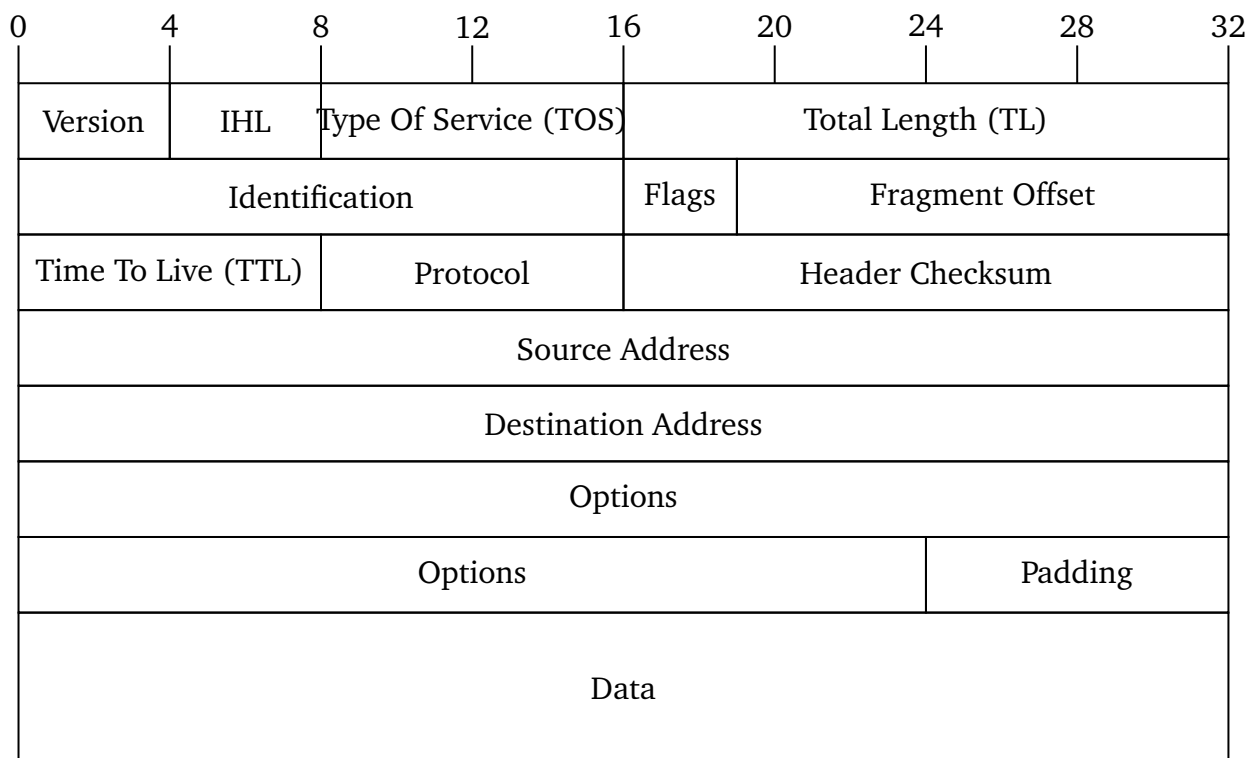 0 4 8 12 16 20 24 28 32
Version IHL Type Of Service (TOS) Total Length (TL)
Identification Flags Fragment Offset
Time To Live (TTL) Protocol Header Checksum
Source Address
Destination Address
Options
Options Padding
Data